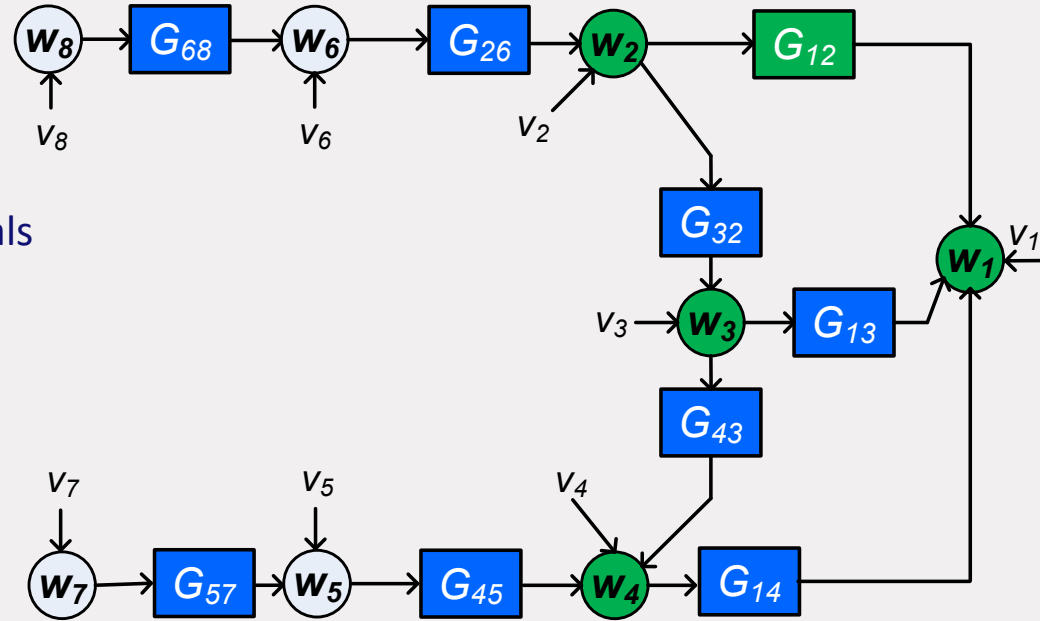 w₈ G₆₈ w₆ G₂₆ w₂ G₁₂
v₈ v₆ v₂
G₃₂
als
v₁
w₁
v₃ w₃ G₁₃
G₄₃
v₇ v₅ v₄
w₇ G₅₇ w₅ G₄₅ w₄ G₁₄